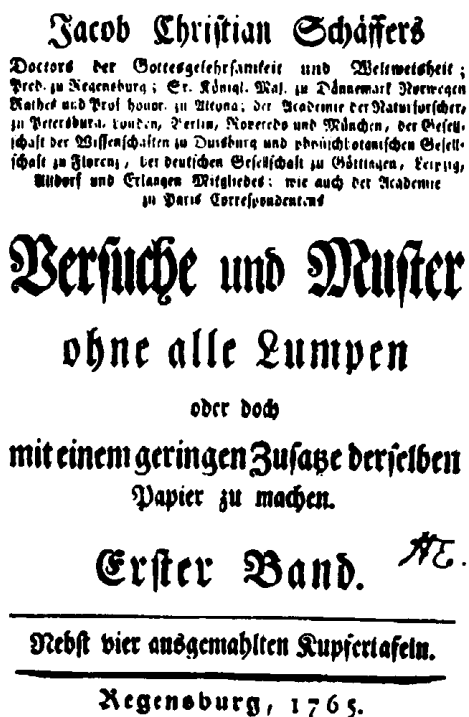 Jacob Christian Schäffers
Doctors der Gottesgelehrsamkeit und Weltweisheit;
Pred. zu Regensburg; Sr. Königl. Maj. zu Dännemark Norwegen
Rathes und Prof honor. zu Altona; der Academie der Naturforscher,
zu Petersburg, London, Berlin, Roveredo und München, der Gesell-
schaft der Wissenschaften zu Duisburg und physischbotanischen Gesell-
schaft zu Florenz, der deutschen Gesellschaft zu Göttingen, Leipzig,
Altdorf und Erlangen Mitgliedes; wie auch der Academie
zu Paris Correspondentens
Versuche und Muster
ohne alle Lumpen
oder doch
mit einem geringen Zusatze derselben
Papier zu machen.
Erster Band.
Nebst vier ausgemahlten Kupfertafeln.
Regensburg, 1765.